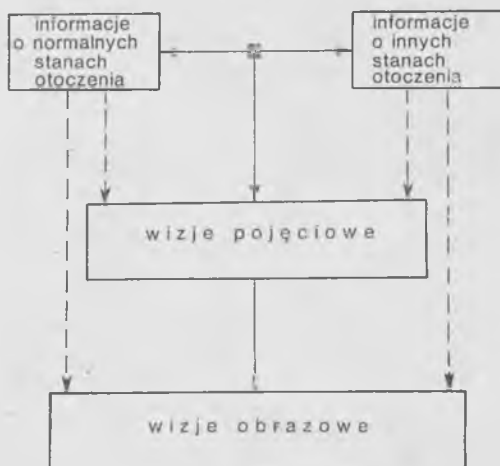 informacje
o normalnych
stanach
otoczenia
informacje
o innych
stanach
otoczenia
wizje pojęciowe
wizje obrazowe